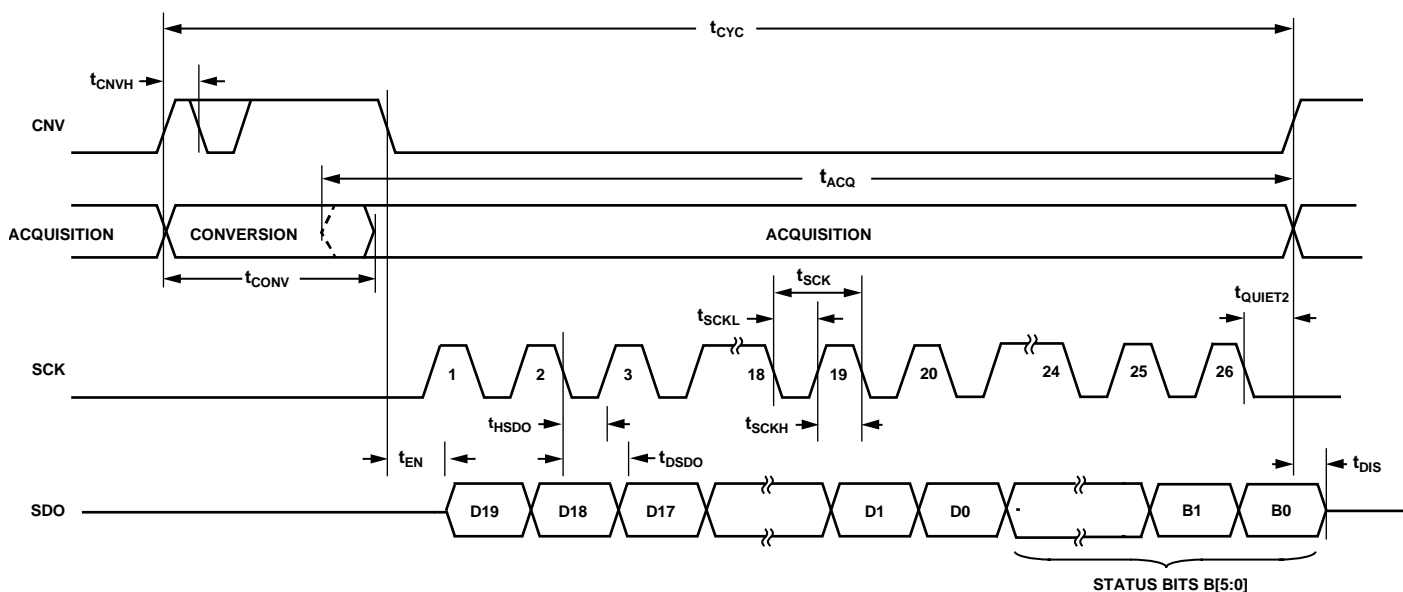 tCYC
tCNVH
CNV
tACQ
ACQUISITION CONVERSION ACQUISITION
tCONV
tSCK
tQUIET2
tSCKL
SCK 1 2 3 18 19 20 24 25 26
tHSDO tSCKH
tEN tDSDO tDIS
SDO D19 D18 D17 D1 D0 B1 B0
STATUS BITS B[5:0]